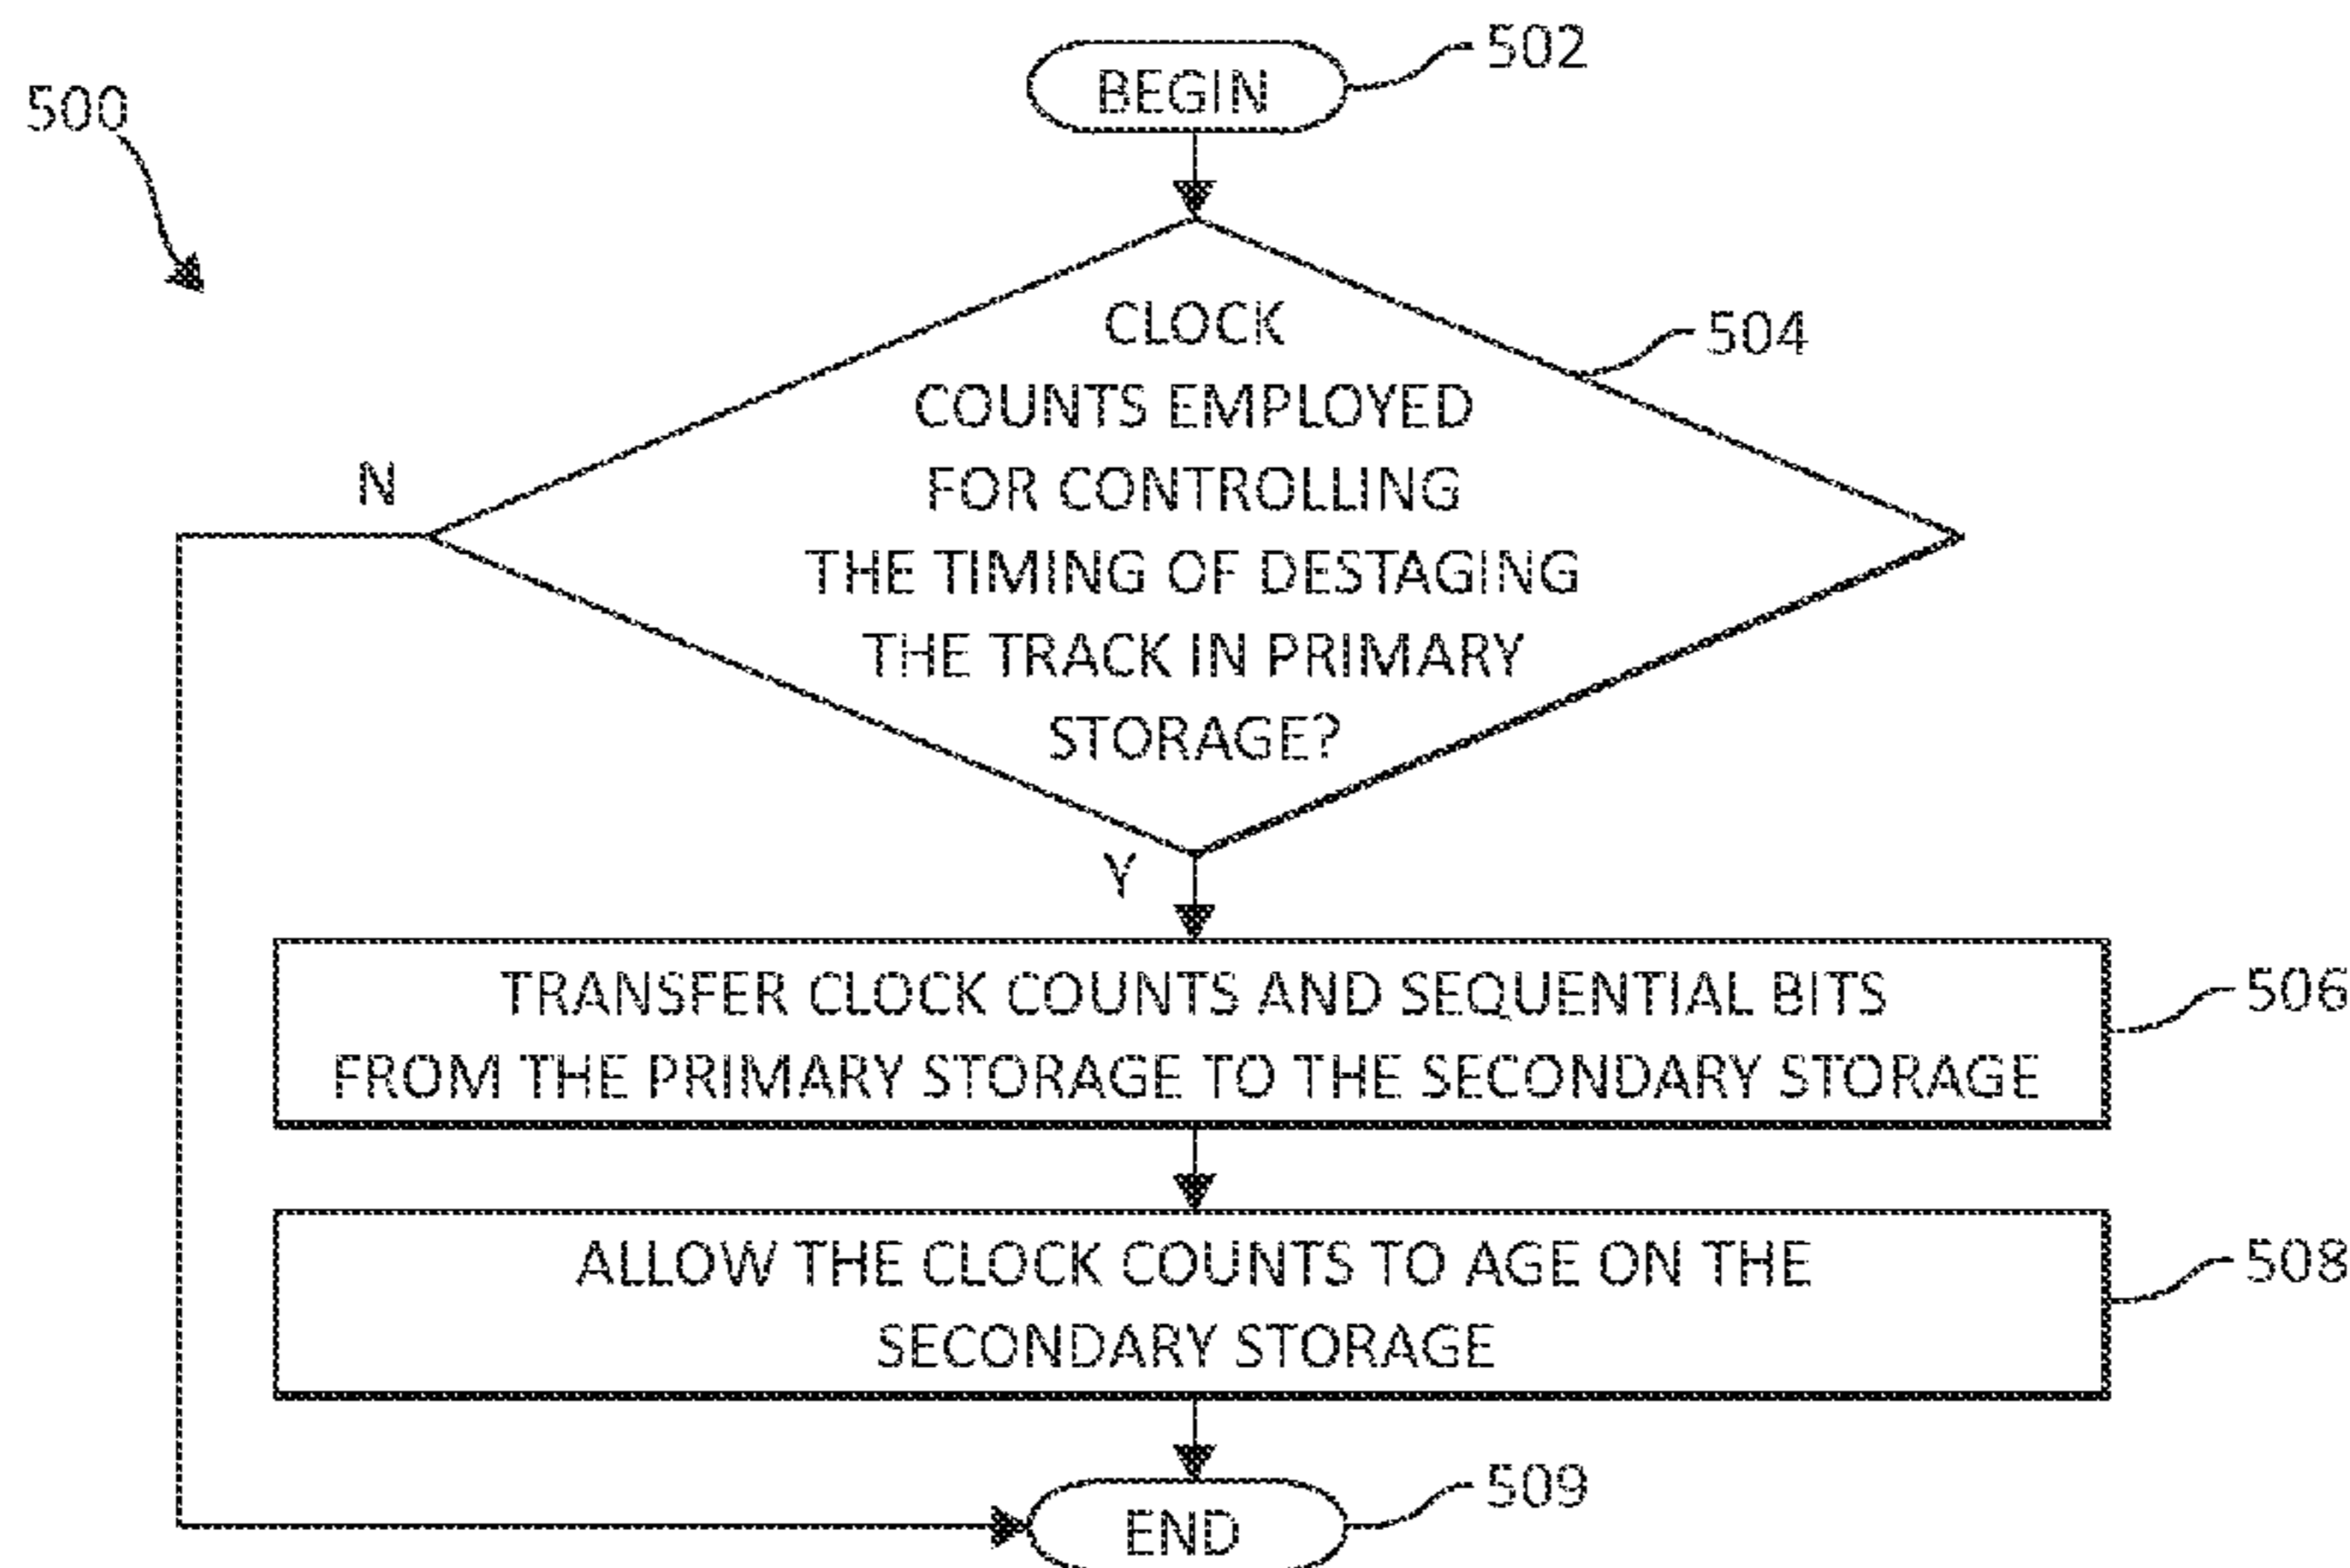 500
BEGIN
502
CLOCK
COUNTS EMPLOYED
FOR CONTROLLING
THE TIMING OF DESTAGING
THE TRACK IN PRIMARY
STORAGE?
504
N
Y
TRANSFER CLOCK COUNTS AND SEQUENTIAL BITS
FROM THE PRIMARY STORAGE TO THE SECONDARY STORAGE
506
ALLOW THE CLOCK COUNTS TO AGE ON THE
SECONDARY STORAGE
508
END
509